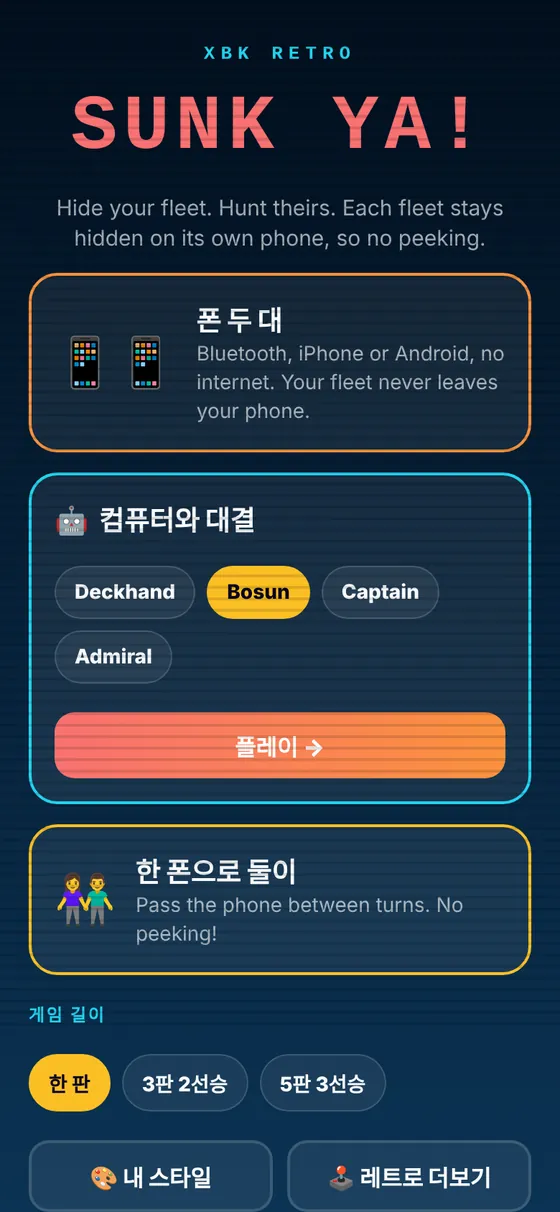 XBK RETRO
SUNK YA!
Hide your fleet. Hunt theirs. Each fleet stays
hidden on its own phone, so no peeking.
폰 두 대
Bluetooth, iPhone or Android, no
internet. Your fleet never leaves
your phone.
컴퓨터와 대결
Deckhand
Bosun
Captain
Admiral
플레이 →
한 폰으로 둘이
Pass the phone between turns. No
peeking!
게임 길이
한 판
3판 2선승
5판 3선승
내 스타일
레트로 더보기